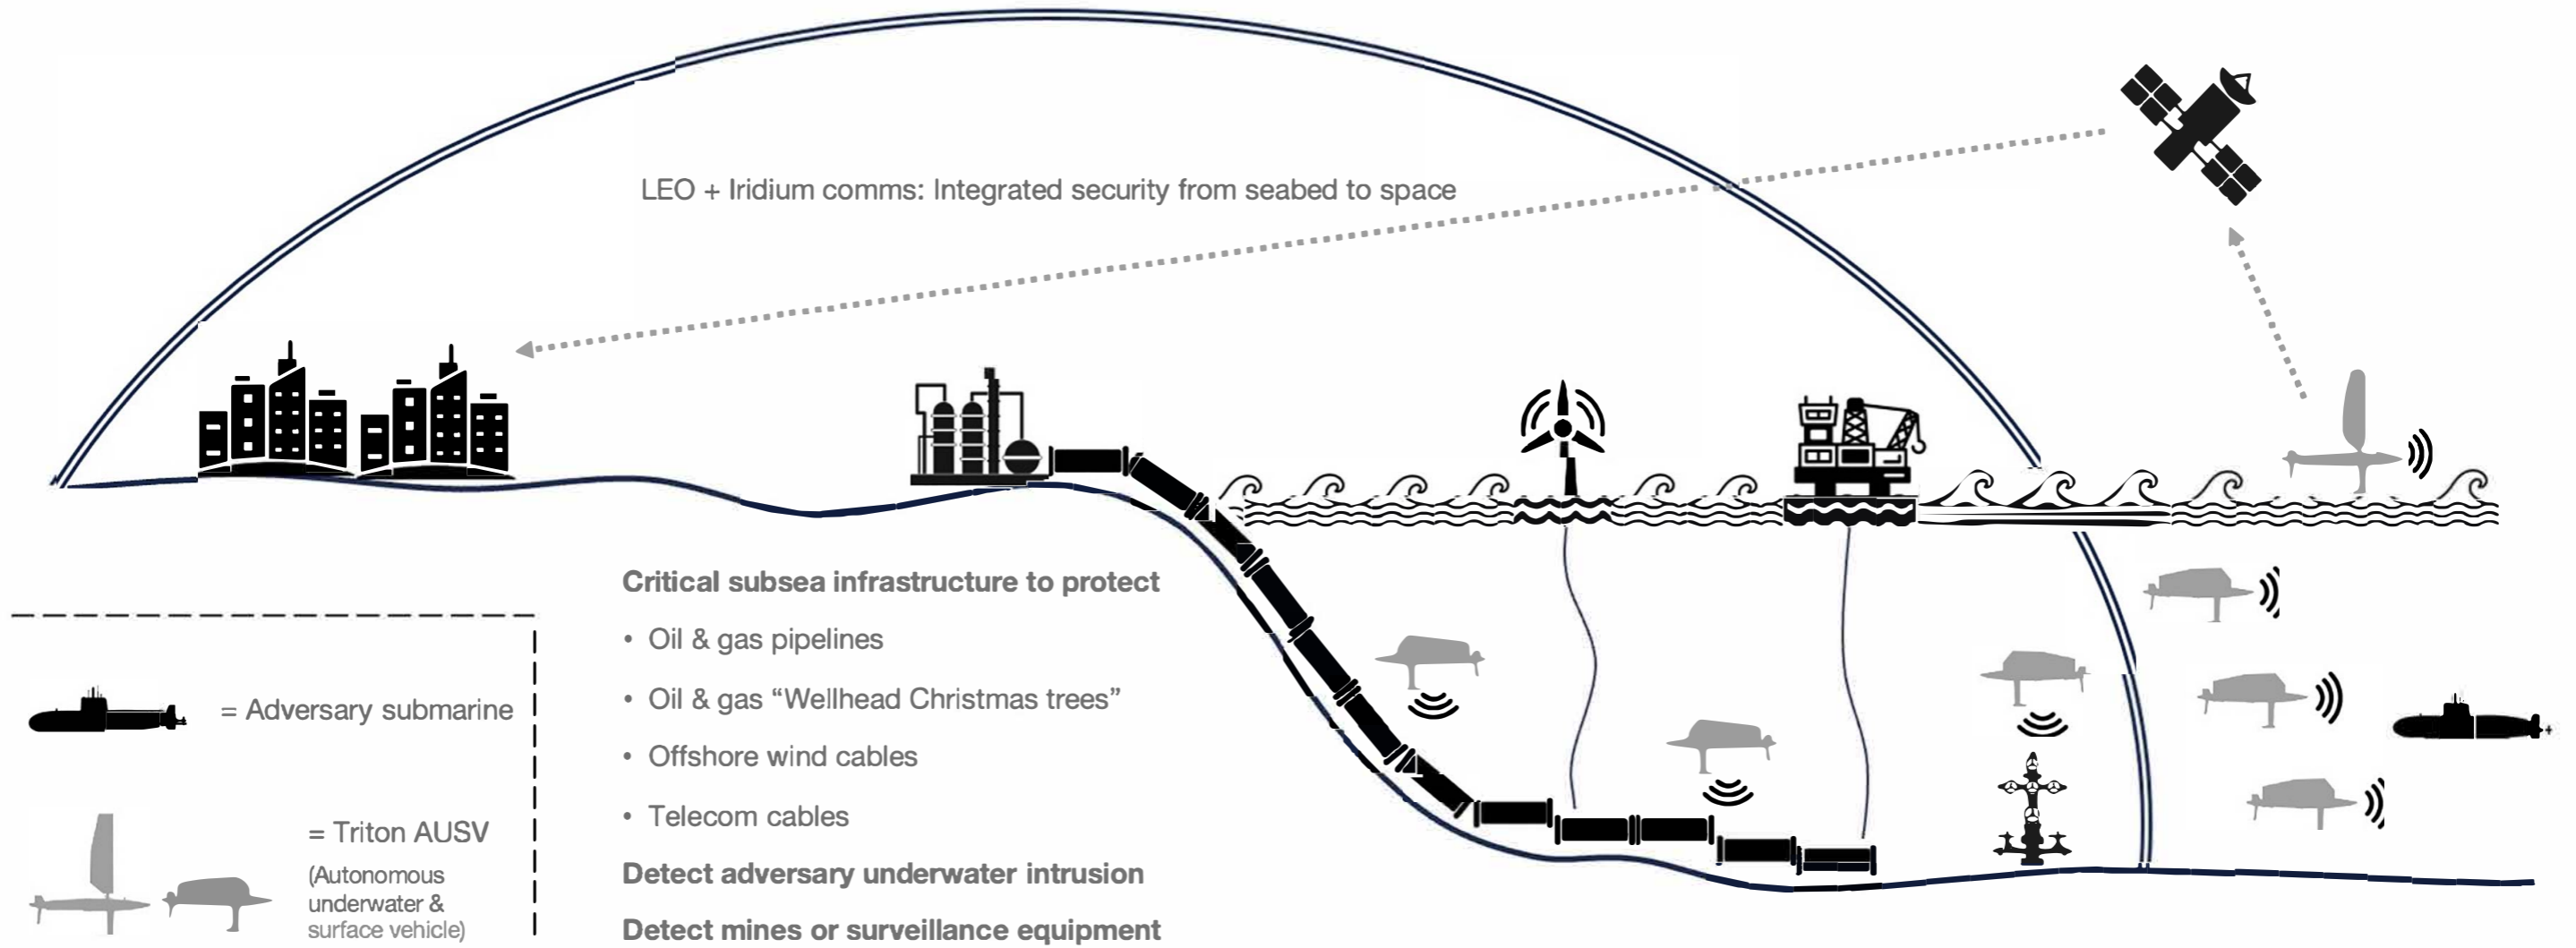 LEO + Iridium comms: Integrated security from seabed to space
Critical subsea infrastructure to protect
• Oil & gas pipelines
• Oil & gas “Wellhead Christmas trees”
• Offshore wind cables
• Telecom cables
Detect adversary underwater intrusion
Detect mines or surveillance equipment
= Adversary submarine
= Triton AUSV
(Autonomous
underwater &
surface vehicle)